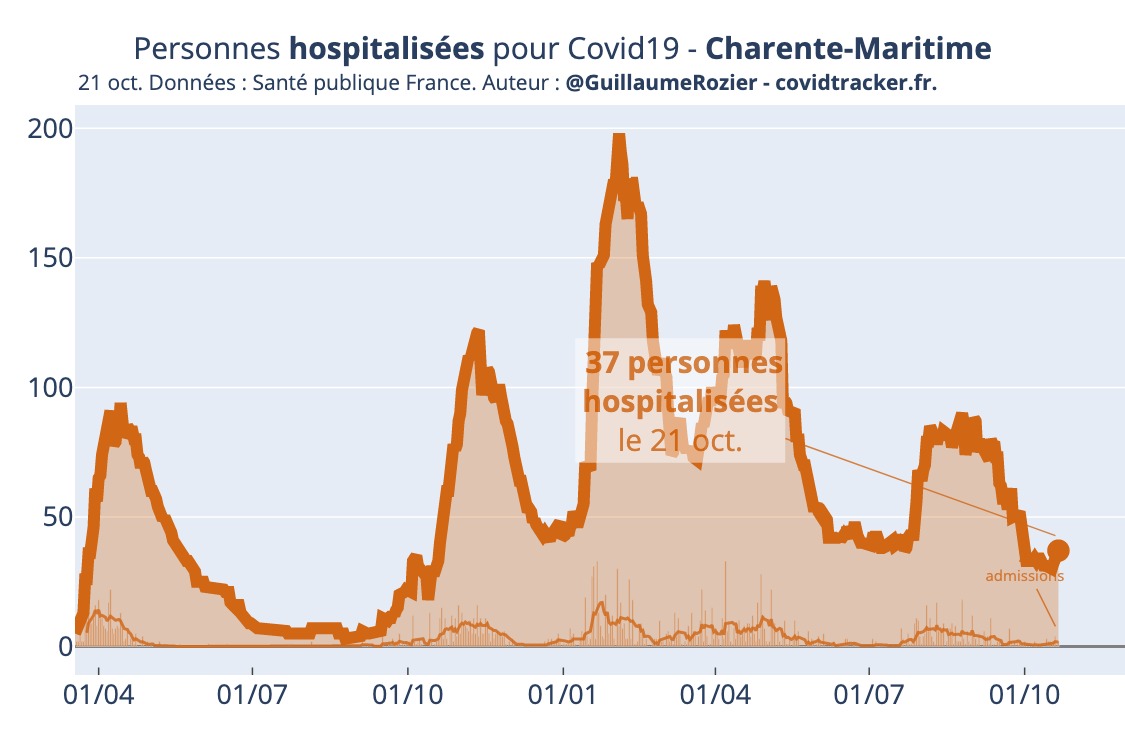 Personnes hospitalisées pour Covid19 - Charente-Maritime
21 oct. Données : Santé publique France. Auteur : @GuillaumeRozier - covidtracker.fr.
200
150
100
50
0
37 personnes
hospitalisées
le 21 oct.
admissions
01/04
01/07
01/10
01/01
01/04
01/07
01/10